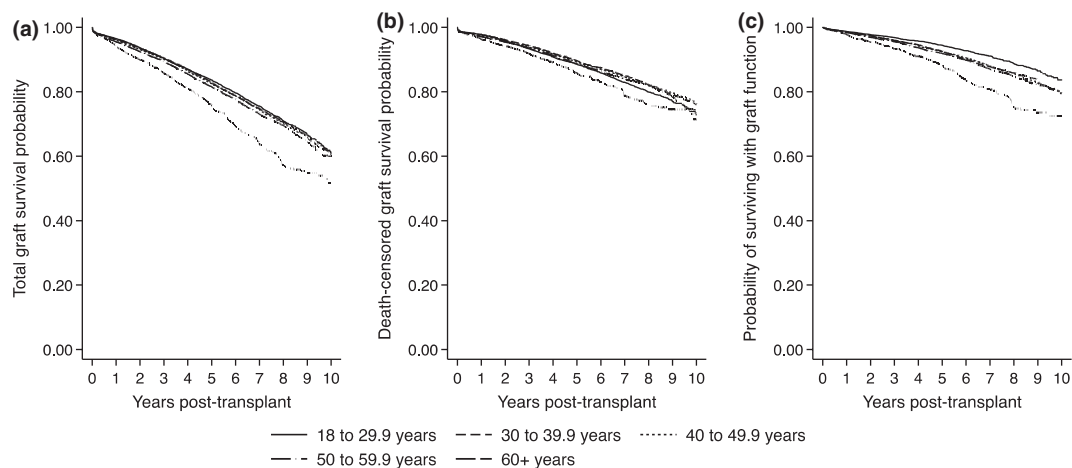 (a)
Total graft survival probability
1.00
0.80
0.60
0.40
0.20
0.00
0 1 2 3 4 5 6 7 8 9 10
Years post-transplant
(b)
Death-censored graft survival probability
1.00
0.80
0.60
0.40
0.20
0.00
0 1 2 3 4 5 6 7 8 9 10
Years post-transplant
(c)
Probability of surviving with graft function
1.00
0.80
0.60
0.40
0.20
0.00
0 1 2 3 4 5 6 7 8 9 10
Years post-transplant
18 to 29.9 years 30 to 39.9 years 40 to 49.9 years
50 to 59.9 years 60+ years